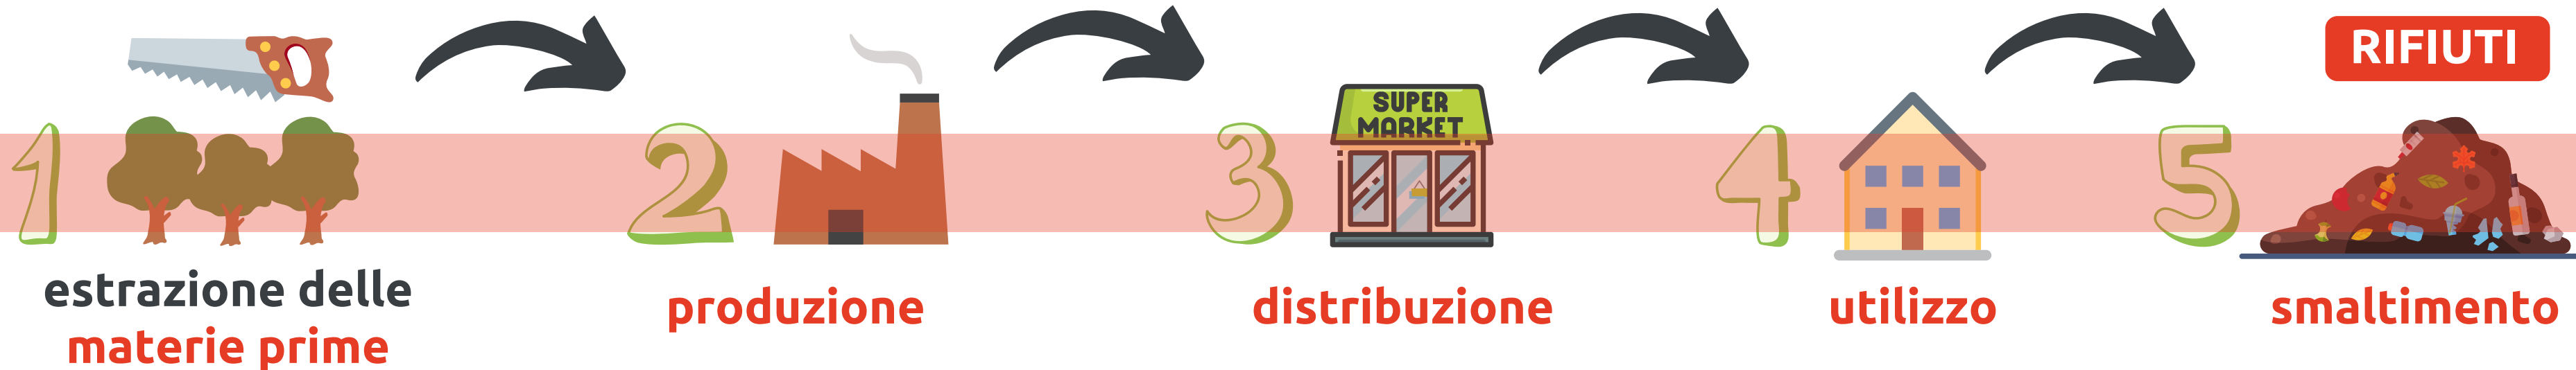 RIFIUTI
SUPER
MARKET
1
2
3
4
5
estrazione delle
materie prime
produzione
distribuzione
utilizzo
smaltimento